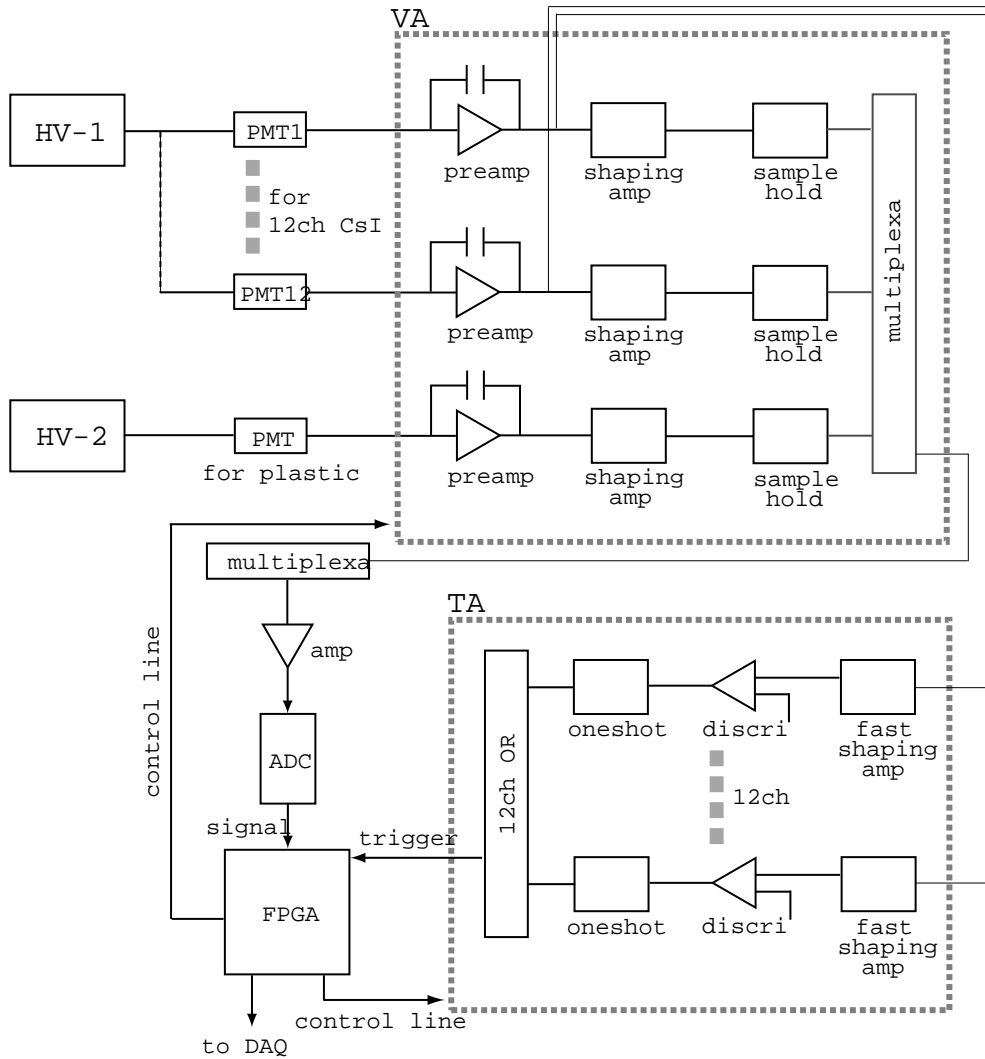 VA
HV-1
PMT1
preamp
shaping
amp
sample
hold
for
12ch CsI
multiplexa
PMT12
preamp
shaping
amp
sample
hold
HV-2
PMT
for plastic
preamp
shaping
amp
sample
hold
multiplexa
TA
amp
control line
oneshot
discri
fast
shaping
amp
ADC
12ch OR
12ch
signal
trigger
FPGA
oneshot
discri
fast
shaping
amp
control line
to DAQ